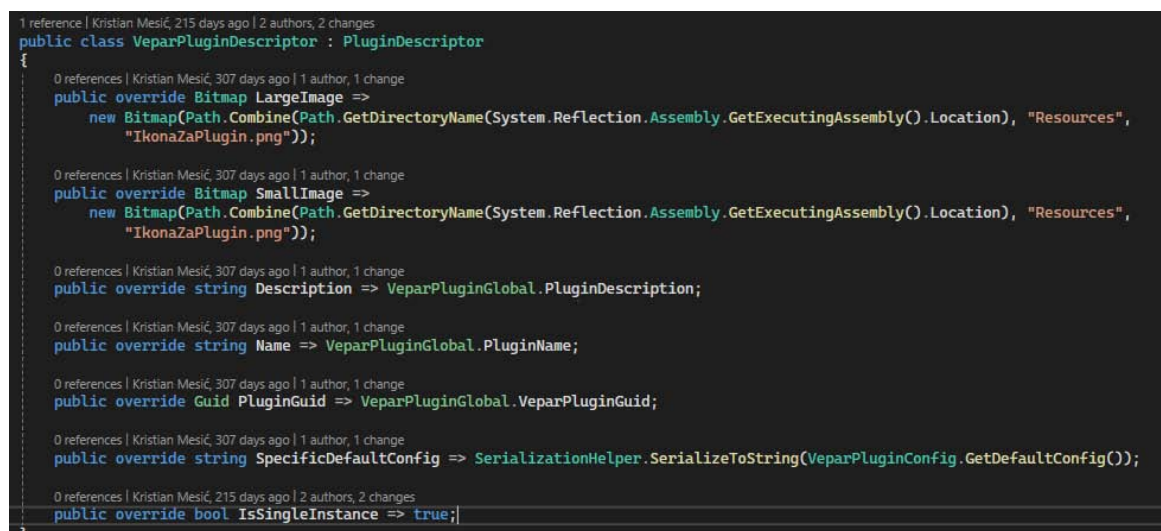 1 reference | Kristian Mesić, 215 days ago | 2 authors, 2 changes
public class VeparPluginDescriptor : PluginDescriptor
{
0 references | Kristian Mesić, 307 days ago | 1 author, 1 change
public override Bitmap LargeImage =>
new Bitmap(Path.Combine(Path.GetDirectoryName(System.Reflection.Assembly.GetExecutingAssembly().Location), "Resources",
"IkonaZaPlugin.png"));
0 references | Kristian Mesić, 307 days ago | 1 author, 1 change
public override Bitmap SmallImage =>
new Bitmap(Path.Combine(Path.GetDirectoryName(System.Reflection.Assembly.GetExecutingAssembly().Location), "Resources",
"IkonaZaPlugin.png"));
0 references | Kristian Mesić, 307 days ago | 1 author, 1 change
public override string Description => VeparPluginGlobal.PluginDescription;
0 references | Kristian Mesić, 307 days ago | 1 author, 1 change
public override string Name => VeparPluginGlobal.PluginName;
0 references | Kristian Mesić, 307 days ago | 1 author, 1 change
public override Guid PluginGuid => VeparPluginGlobal.VeparPluginGuid;
0 references | Kristian Mesić, 307 days ago | 1 author, 1 change
public override string SpecificDefaultConfig => SerializationHelper.SerializeToString(VeparPluginConfig.GetDefaultConfig());
0 references | Kristian Mesić, 215 days ago | 2 authors, 2 changes
public override bool IsSingleInstance => true;
}